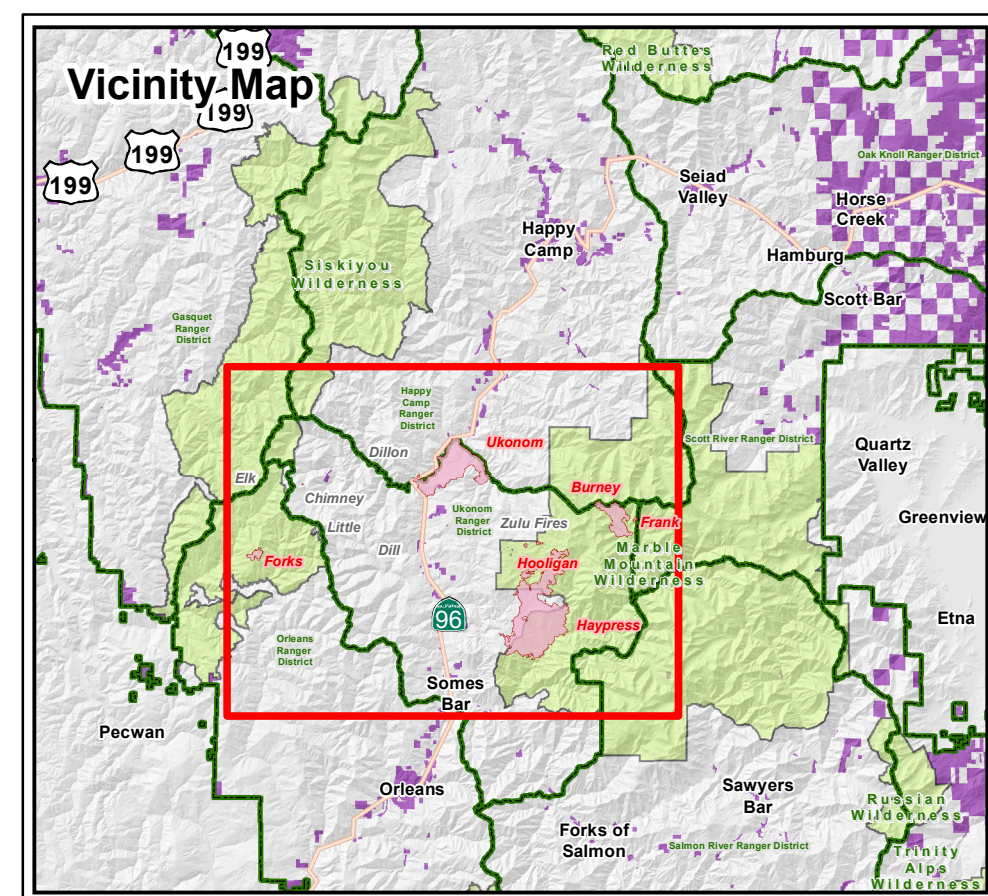 199
Vicinity Map
199
199
199
Red Buttes
Wilderness
Oak Knoll Ranger District
Seiad
Valley
Horse
Creek
Happy
Camp
Hamburg
Siskiyou
Wilderness
Scott Bar
Gasquet
Ranger
District
Happy
Camp
Ranger
District
Scott River Ranger District
Quartz
Valley
Ukonom
Dillon
Elk
Chimney
Burney
Little
Ukonom
Ranger
District
Zulu Fires
Frank
Greenview
Dill
Marble
Mountain
Wilderness
Forks
Hooligan
CALIFORNIA
96
Haypress
Etna
Orleans
Ranger
District
Somes
Bar
Pecwan
Orleans
Sawyers
Bar
Russian
Wilderness
Forks of
Salmon
Salmon River Ranger District
Trinity
Alps
Wilderness